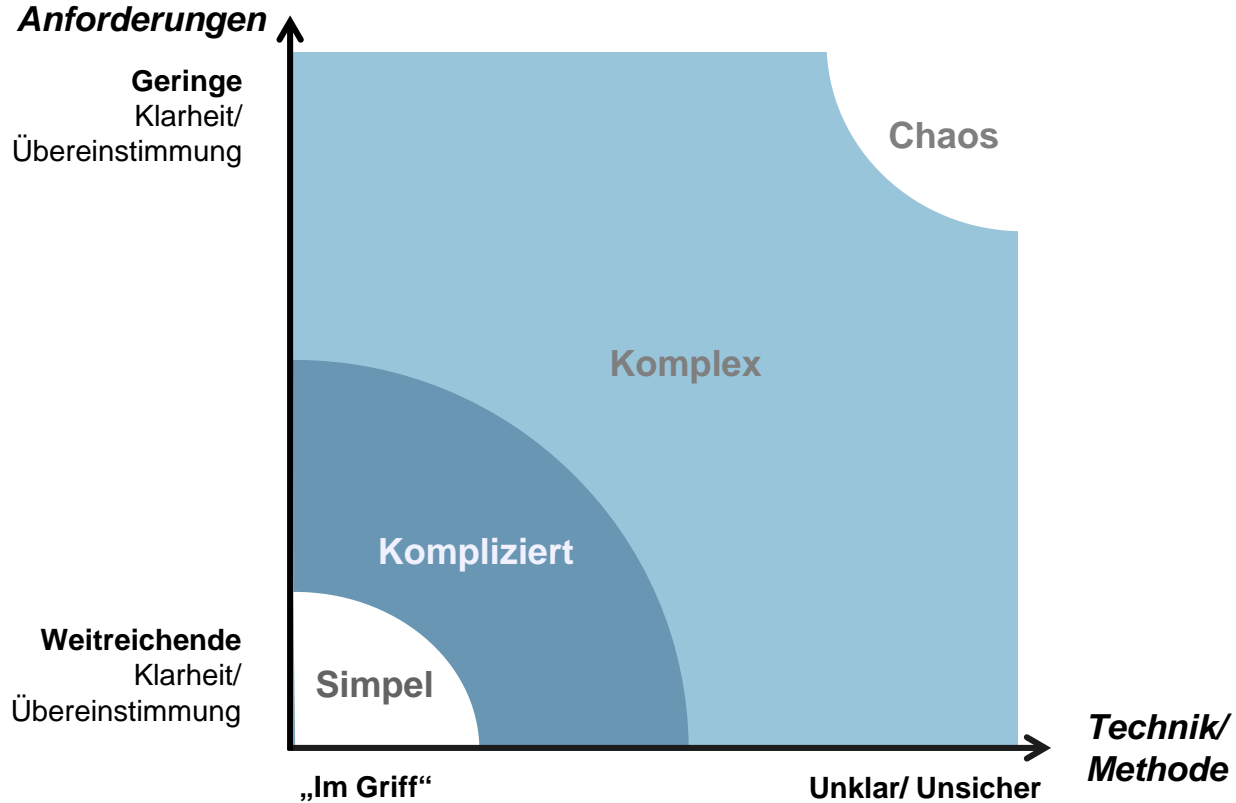 Anforderungen
Geringe
Klarheit/
Übereinstimmung
Chaos
Komplex
Kompliziert
Weitreichende
Klarheit/
Übereinstimmung
Simpel
Technik/
Methode
„Im Griff“
Unklar/ Unsicher